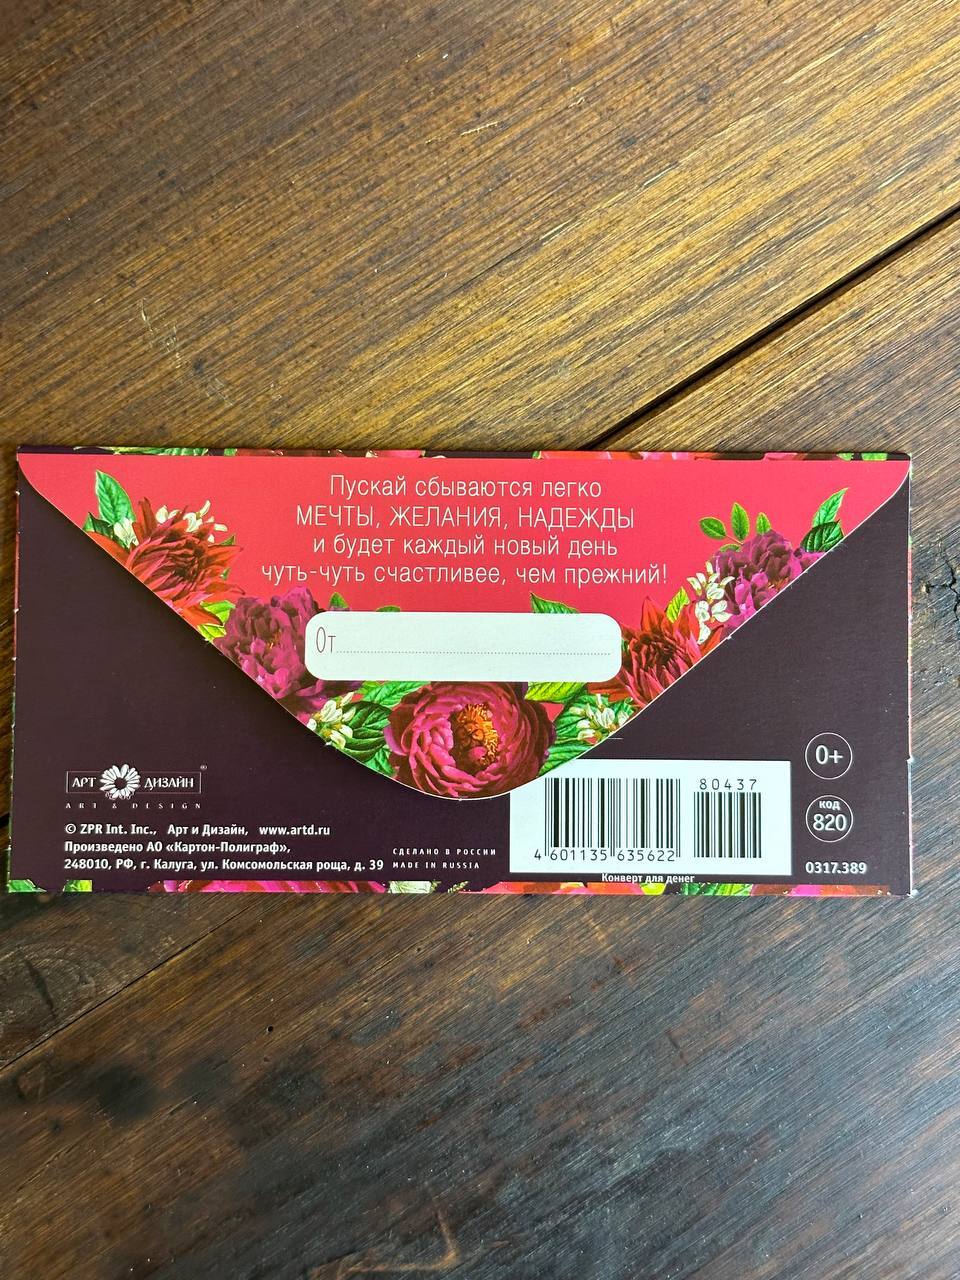 Пускай сбываются легко
МЕЧТЫ, ЖЕЛАНИЯ, НАДЕЖДЫ
и будет каждый новый день
чуть-чуть счастливее, чем прежний!
От
АРТ ДИЗАЙН ®
ART & DESIGN
© ZPR Int. Inc., Арт и Дизайн, www.artd.ru
Произведено АО «Картон-Полиграф»,
248010, РФ, г. Калуга, ул. Комсомольская роща, д. 39
СДЕЛАНО В РОССИИ
MADE IN RUSSIA
80437
4 601135 635622
Конверт для денег
0+
код
820
0317.389